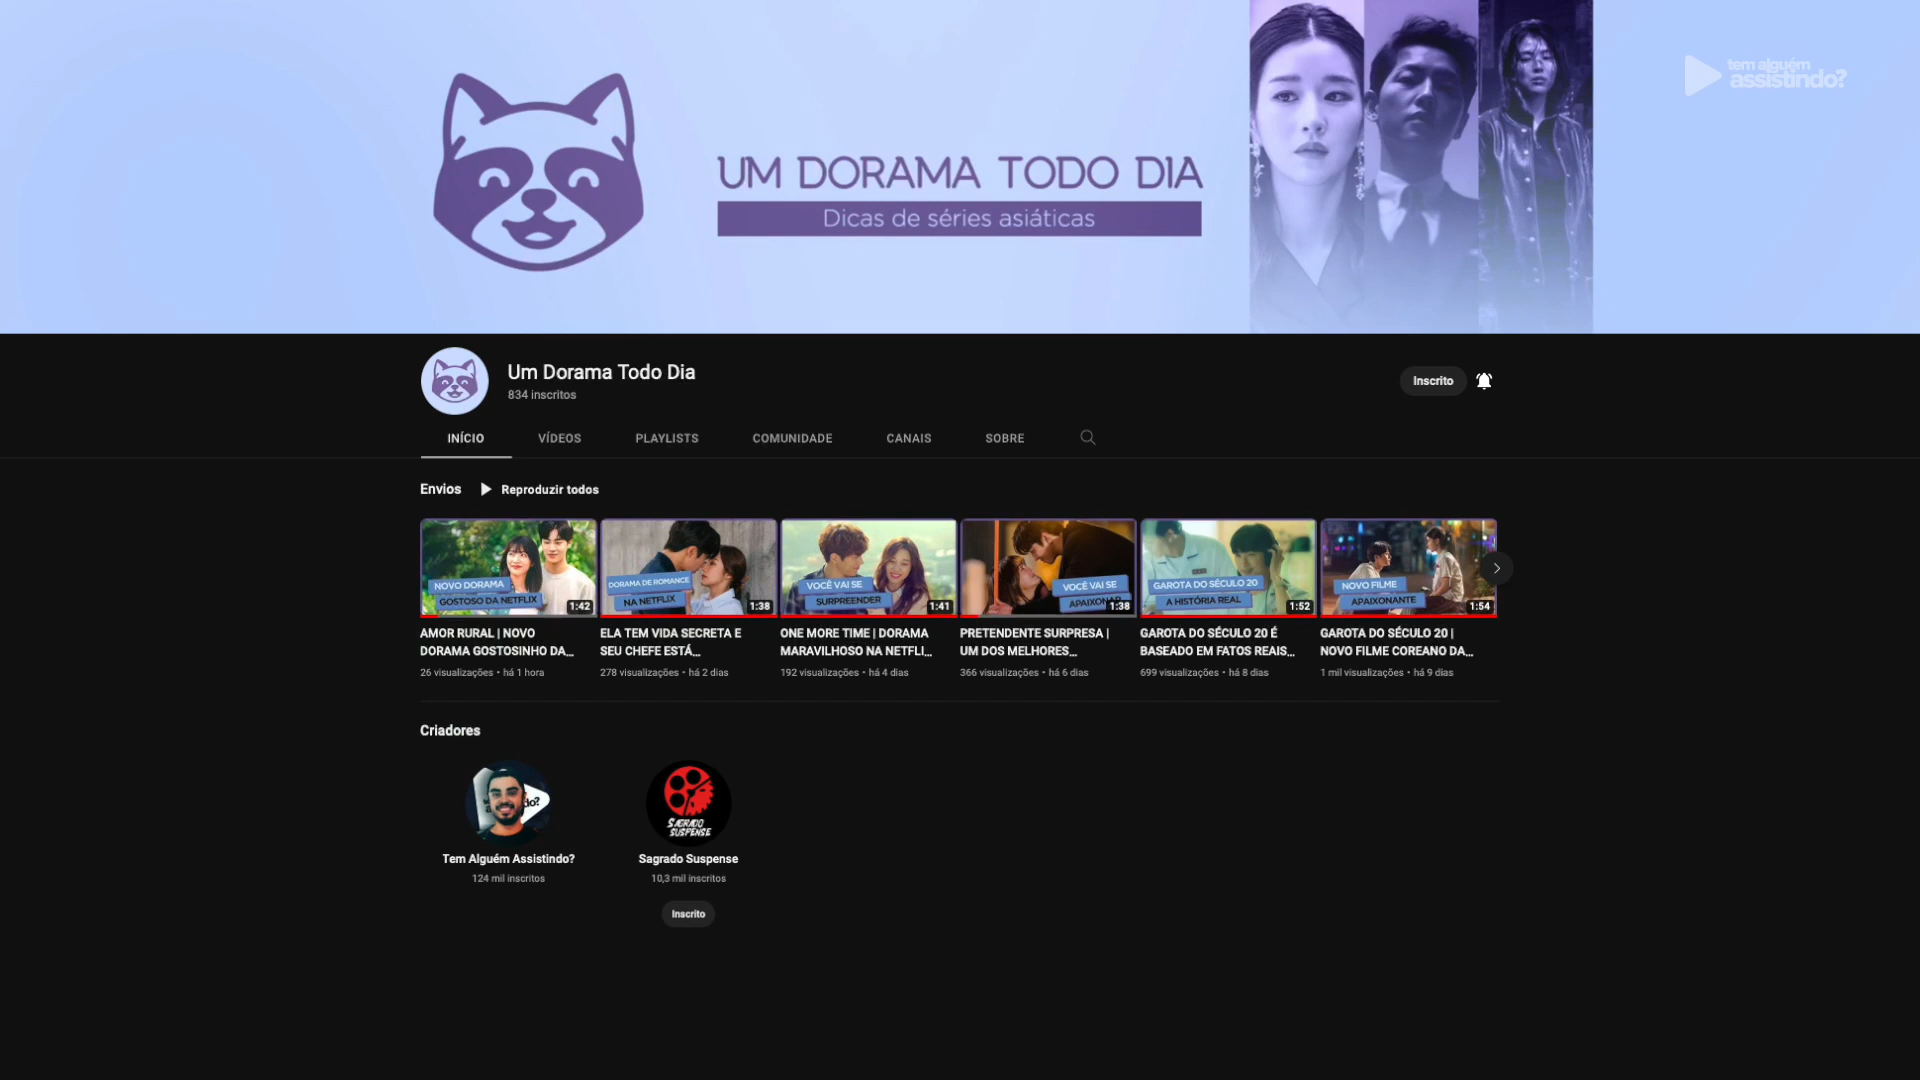 tem alguém
assistindo?
UM DORAMA TODO DIA
Dicas de séries asiáticas
Um Dorama Todo Dia
834 inscritos
Inscrito
INÍCIO VÍDEOS PLAYLISTS COMUNIDADE CANAIS SOBRE
Envios Reproduzir todos
NOVO DORAMA
GOSTOSO DA NETFLIX
1:42
DORAMA DE ROMANCE
NA NETFLIX
1:38
VOCÊ VAI SE
SURPREENDER
1:41
VOCÊ VAI SE
APAIXONAR
1:38
GAROTA DO SÉCULO 20
A HISTÓRIA REAL
1:52
NOVO FILME
APAIXONANTE
1:54
AMOR RURAL | NOVO
DORAMA GOSTOSINHO DA...
26 visualizações • há 1 hora
ELA TEM VIDA SECRETA E
SEU CHEFE ESTÁ...
278 visualizações • há 2 dias
ONE MORE TIME | DORAMA
MARAVILHOSO NA NETFLI...
192 visualizações • há 4 dias
PRETENDENTE SURPRESA |
UM DOS MELHORES...
366 visualizações • há 6 dias
GAROTA DO SÉCULO 20 É
BASEADO EM FATOS REAIS...
699 visualizações • há 8 dias
GAROTA DO SÉCULO 20 |
NOVO FILME COREANO DA...
1 mil visualizações • há 9 dias
Criadores
do?
Tem Alguém Assistindo?
124 mil inscritos
SAGRADO
SUSPENSE
Sagrado Suspense
10,3 mil inscritos
Inscrito